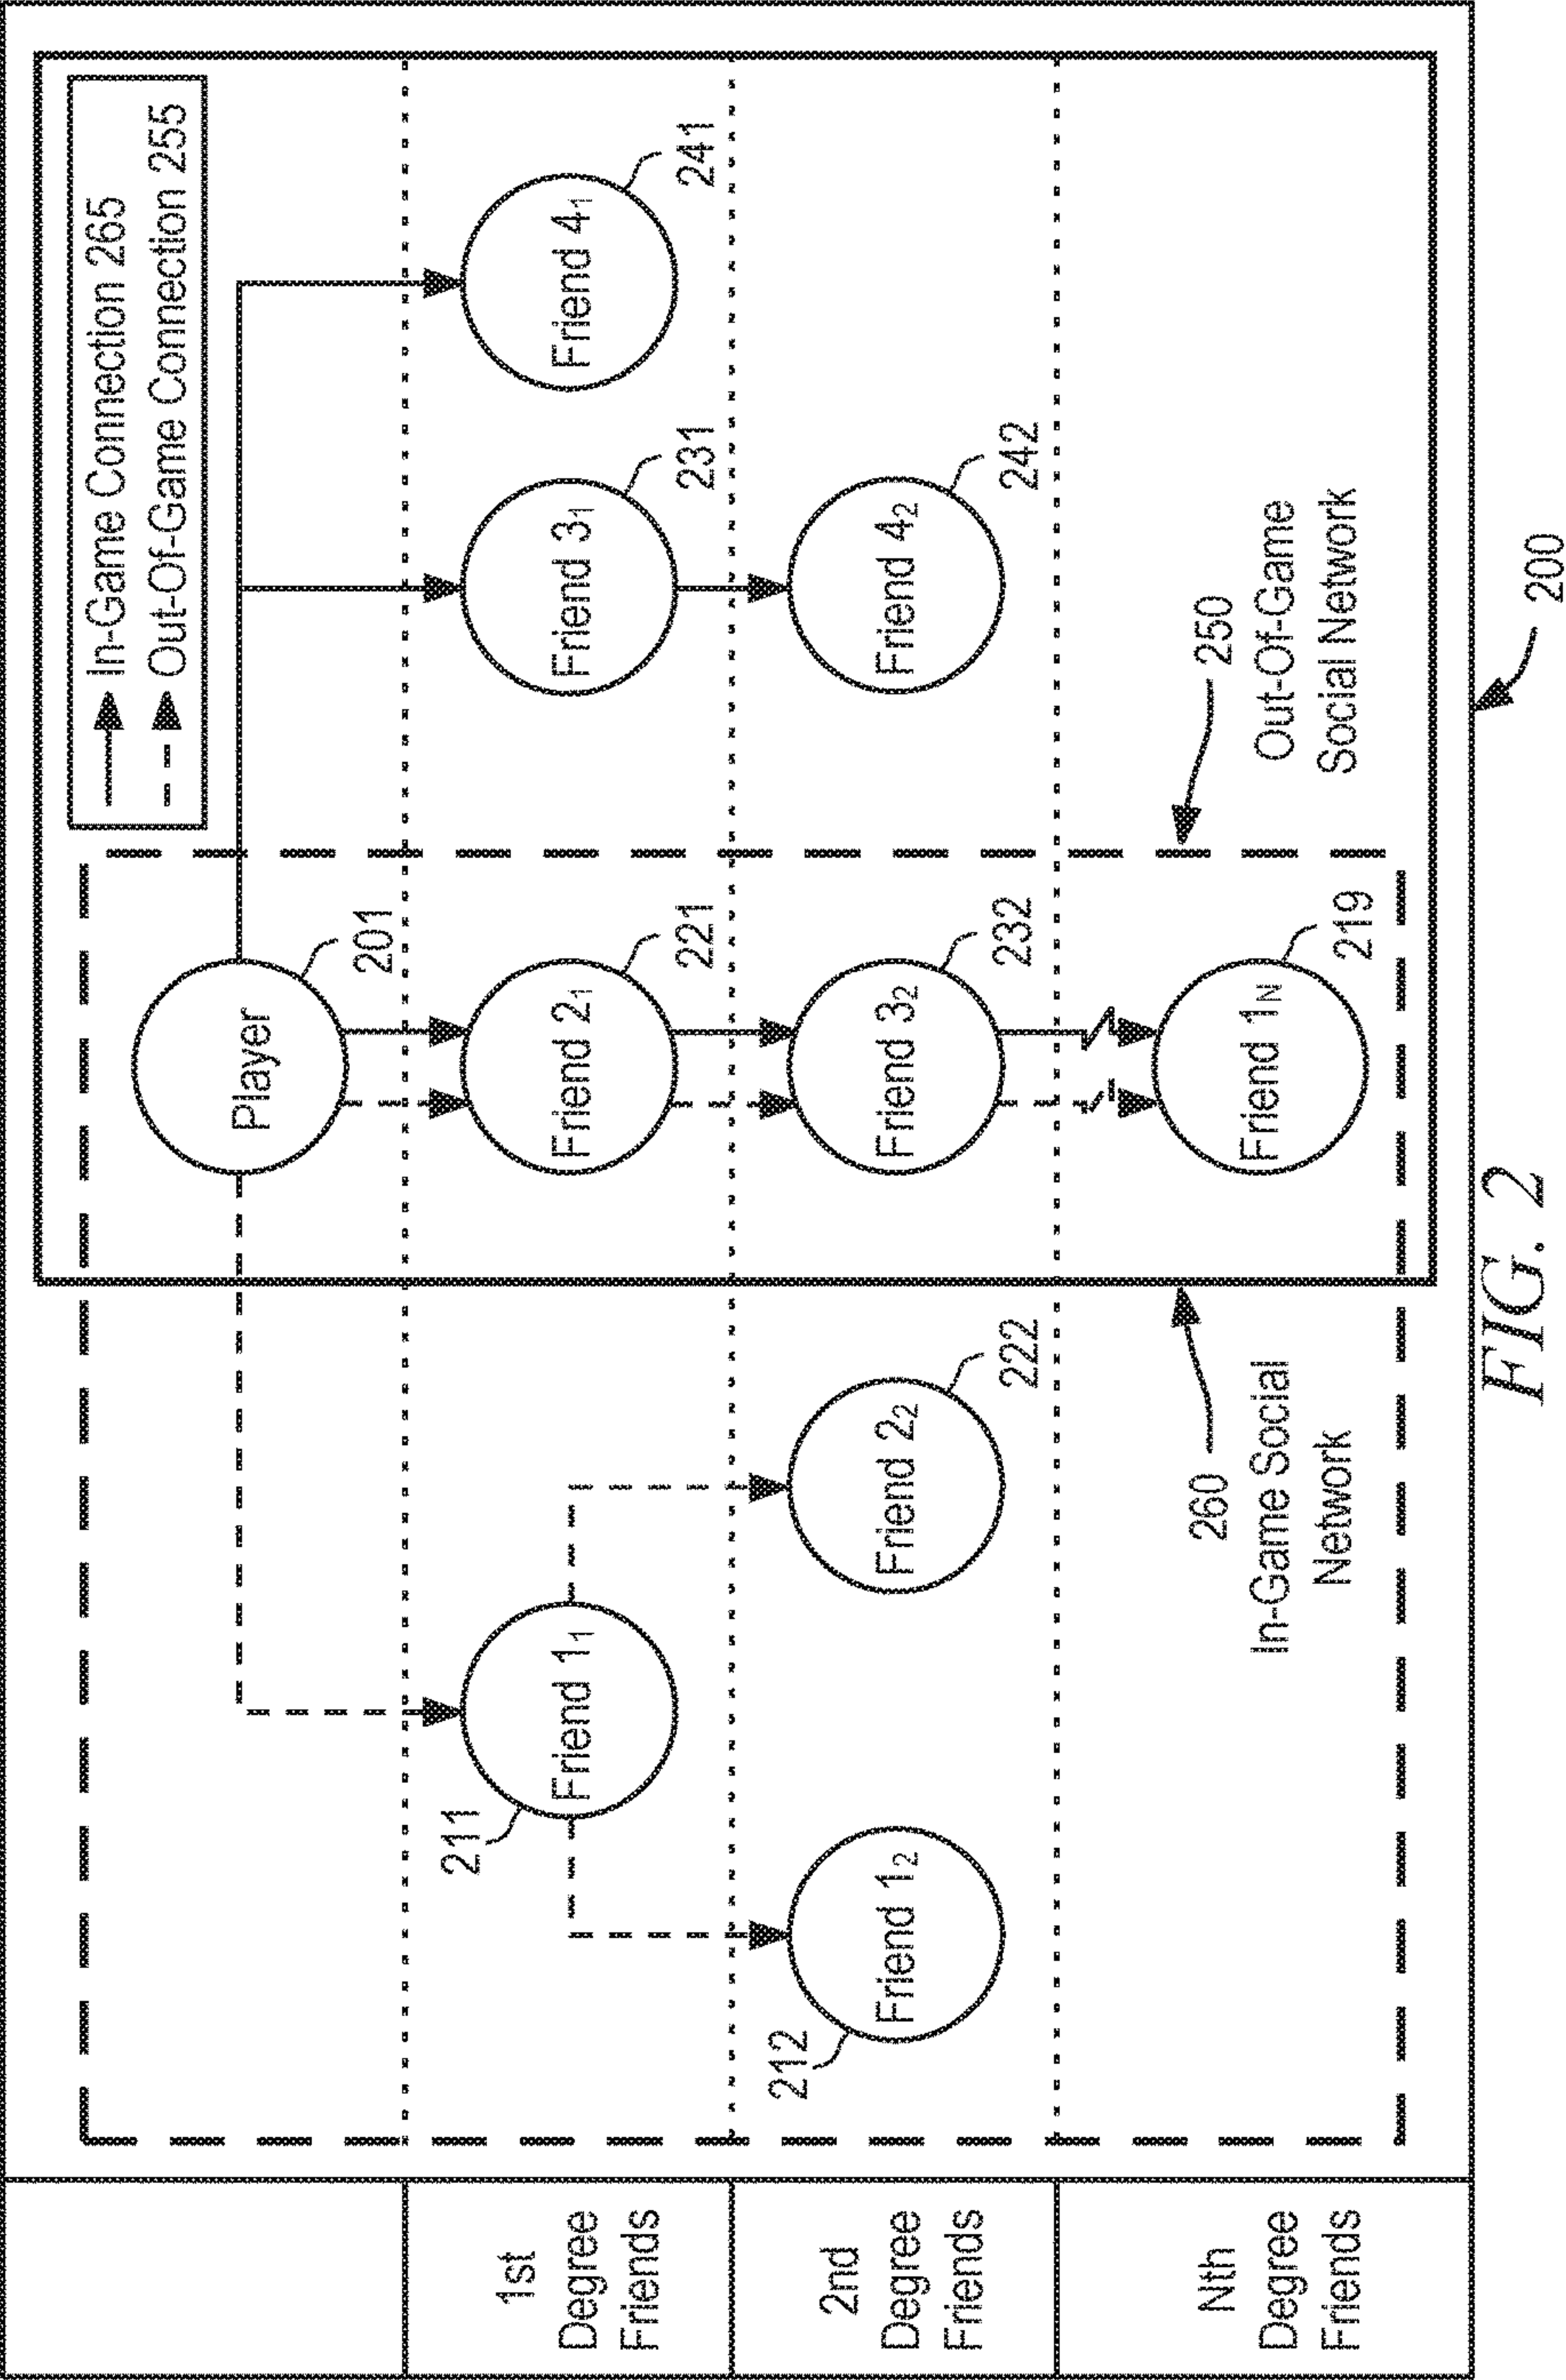 In-Game Connection 265
Out-Of-Game Connection 255
Player
201
1st
Degree
Friends
211
Friend 1₁
Friend 2₁
221
Friend 3₁
231
Friend 4₁
241
2nd
Degree
Friends
212
Friend 1₂
Friend 2₂
222
Friend 3₂
232
Friend 4₂
242
Nth
Degree
Friends
260
In-Game Social
Network
Friend 1N
219
250
Out-Of-Game
Social Network
200
FIG. 2